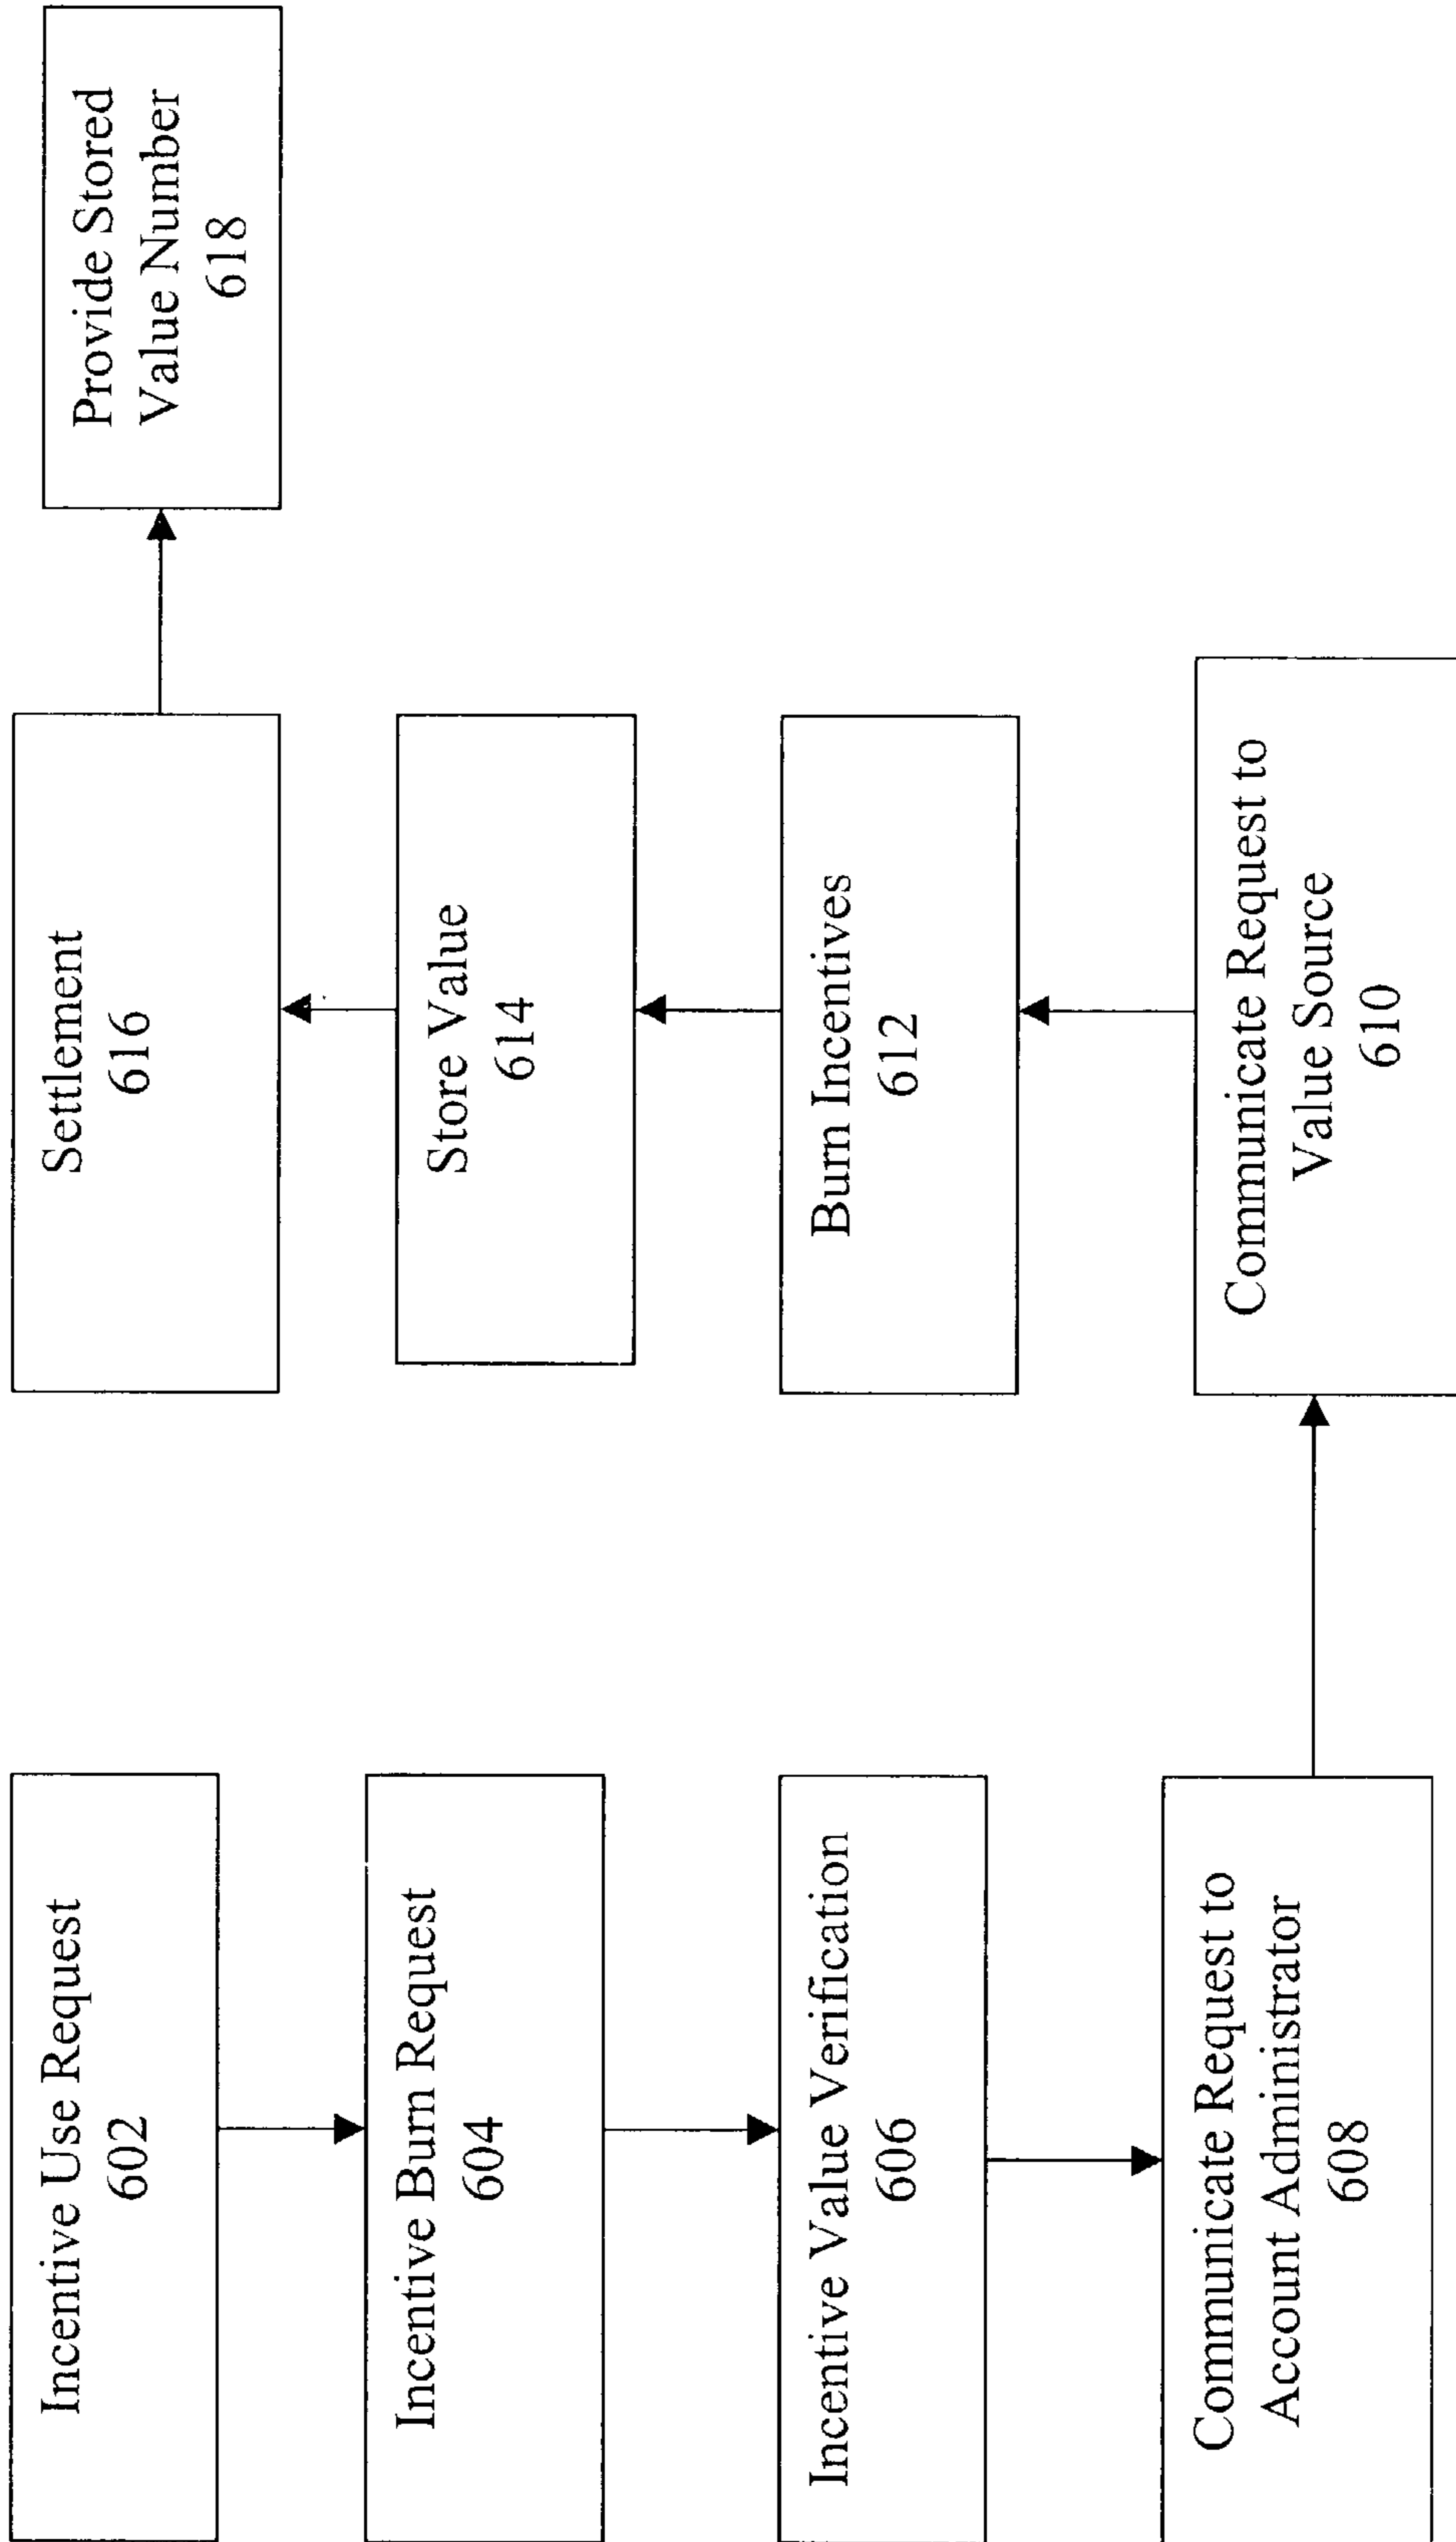 Incentive Use Request
602
Incentive Burn Request
604
Incentive Value Verification
606
Communicate Request to
Account Administrator
608
Communicate Request to
Value Source
610
Burn Incentives
612
Store Value
614
Settlement
616
Provide Stored
Value Number
618